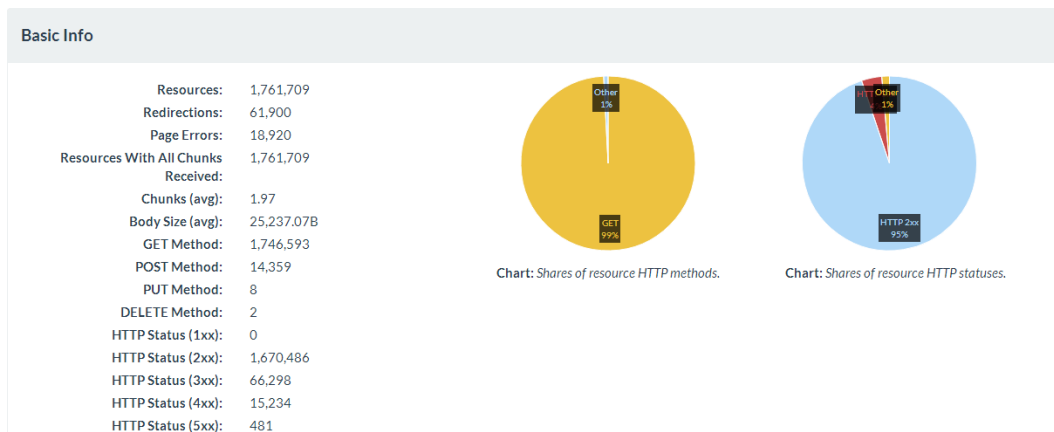 Basic Info
Resources: 1,761,709
Redirections: 61,900
Page Errors: 18,920
Resources With All Chunks Received: 1,761,709
Chunks (avg): 1.97
Body Size (avg): 25,237.07B
GET Method: 1,746,593
POST Method: 14,359
PUT Method: 8
DELETE Method: 2
HTTP Status (1xx): 0
HTTP Status (2xx): 1,670,486
HTTP Status (3xx): 66,298
HTTP Status (4xx): 15,234
HTTP Status (5xx): 481
Other
1%
GET
99%
Chart: Shares of resource HTTP methods.
Other
1%
HTTP 2xx
95%
Chart: Shares of resource HTTP statuses.